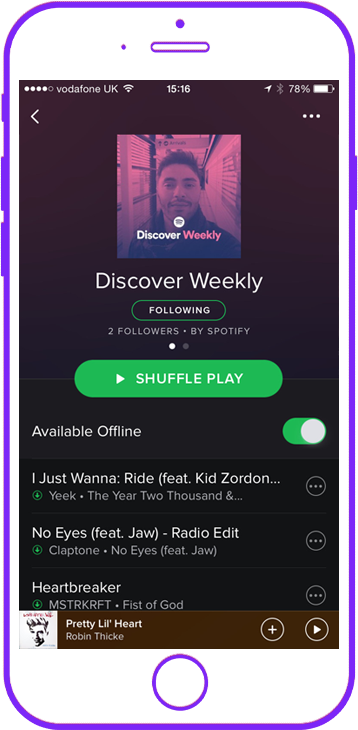 vodafone UK 15:16 78%
Discover Weekly
Discover Weekly
FOLLOWING
2 FOLLOWERS • BY SPOTIFY
SHUFFLE PLAY
Available Offline
I Just Wanna: Ride (feat. Kid Zordon...
Yeek • The Year Two Thousand &...
No Eyes (feat. Jaw) - Radio Edit
Claptone • No Eyes (feat. Jaw)
Heartbreaker
MSTRKRFT • Fist of God
Pretty Lil' Heart
Robin Thicke